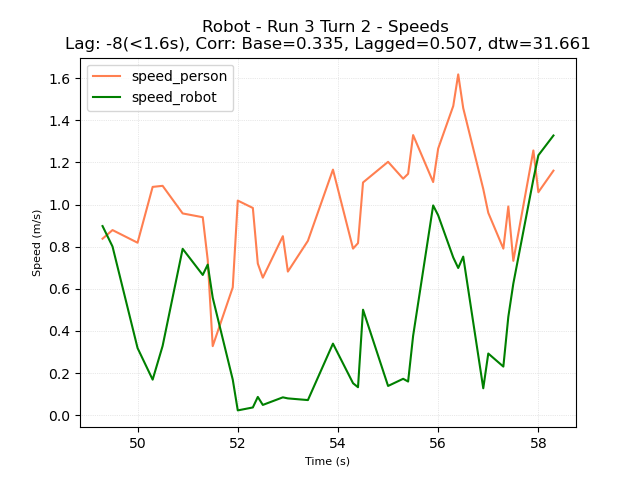 Robot - Run 3 Turn 2 - Speeds
Lag: -8(<1.6s), Corr: Base=0.335, Lagged=0.507, dtw=31.661
speed_person
speed_robot
1.6
1.4
1.2
1.0
0.8
0.6
0.4
0.2
0.0
Speed (m/s)
50 52 54 56 58
Time (s)